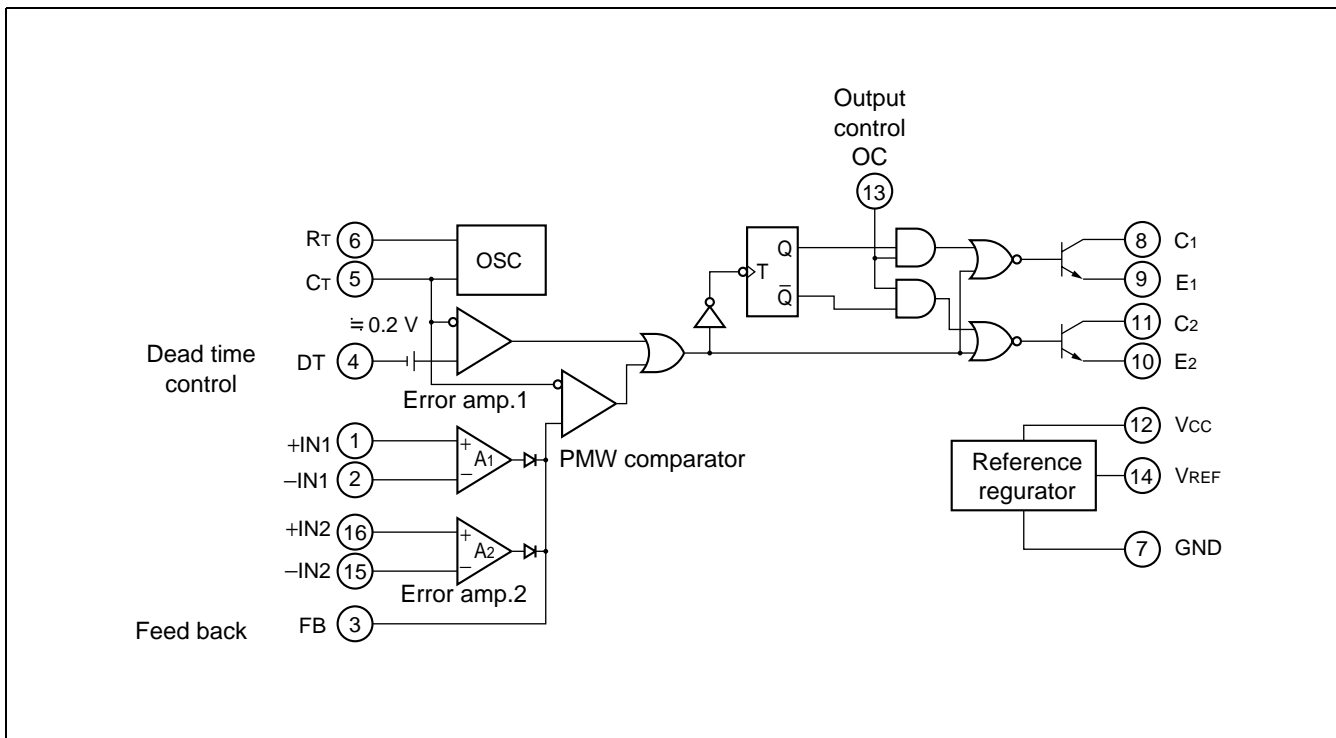 Output
control
OC
13
RT 6
CT 5
OSC
≒ 0.2 V
Dead time
control
DT 4
Error amp.1
+IN1 1
−IN1 2
+
−
A1
PMW comparator
+IN2 16
−IN2 15
+
−
A2
Error amp.2
Feed back
FB 3
T
Q
Q̅
8 C1
9 E1
11 C2
10 E2
12 VCC
Reference
regurator
14 VREF
7 GND